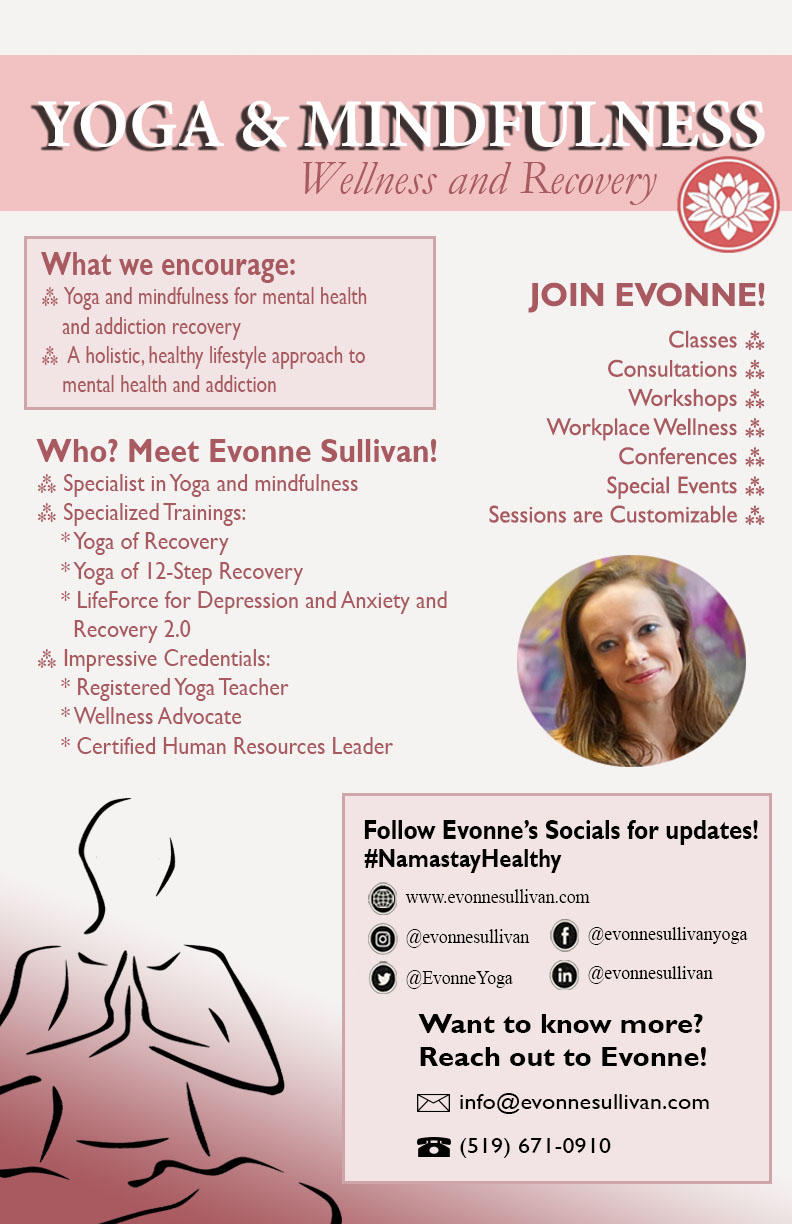 YOGA & MINDFULNESS
Wellness and Recovery
What we encourage:
⁂ Yoga and mindfulness for mental health
and addiction recovery
⁂ A holistic, healthy lifestyle approach to
mental health and addiction
Who? Meet Evonne Sullivan!
⁂ Specialist in Yoga and mindfulness
⁂ Specialized Trainings:
* Yoga of Recovery
* Yoga of 12-Step Recovery
* LifeForce for Depression and Anxiety and
Recovery 2.0
⁂ Impressive Credentials:
* Registered Yoga Teacher
* Wellness Advocate
* Certified Human Resources Leader
JOIN EVONNE!
Classes ⁂
Consultations ⁂
Workshops ⁂
Workplace Wellness ⁂
Conferences ⁂
Special Events ⁂
Sessions are Customizable ⁂
Follow Evonne's Socials for updates!
#NamastayHealthy
www.evonnesullivan.com
@evonnesullivan
@evonnesullivanyoga
@EvonneYoga
@evonnesullivan
Want to know more?
Reach out to Evonne!
info@evonnesullivan.com
(519) 671-0910